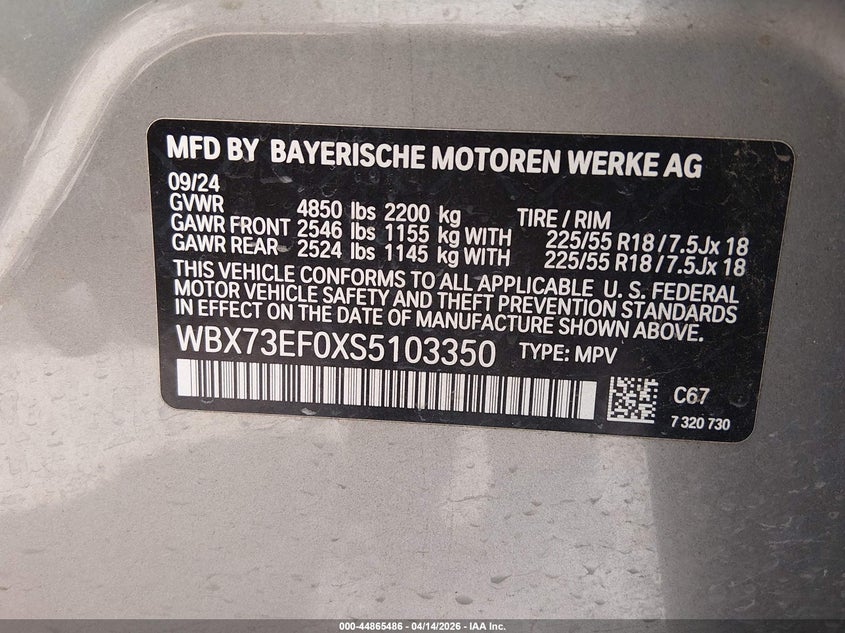 MFD BY BAYERISCHE MOTOREN WERKE AG
09/24
GVWR 4850 lbs 2200 kg TIRE / RIM
GAWR FRONT 2546 lbs 1155 kg WITH 225/55 R18 / 7.5Jx 18
GAWR REAR 2524 lbs 1145 kg WITH 225/55 R18 / 7.5Jx 18
THIS VEHICLE CONFORMS TO ALL APPLICABLE U. S. FEDERAL
MOTOR VEHICLE SAFETY AND THEFT PREVENTION STANDARDS
IN EFFECT ON THE DATE OF MANUFACTURE SHOWN ABOVE.
WBX73EF0XS5103350 TYPE: MPV
C67
7 320 730
000-44865486 - 04/14/2026 - IAA Inc.